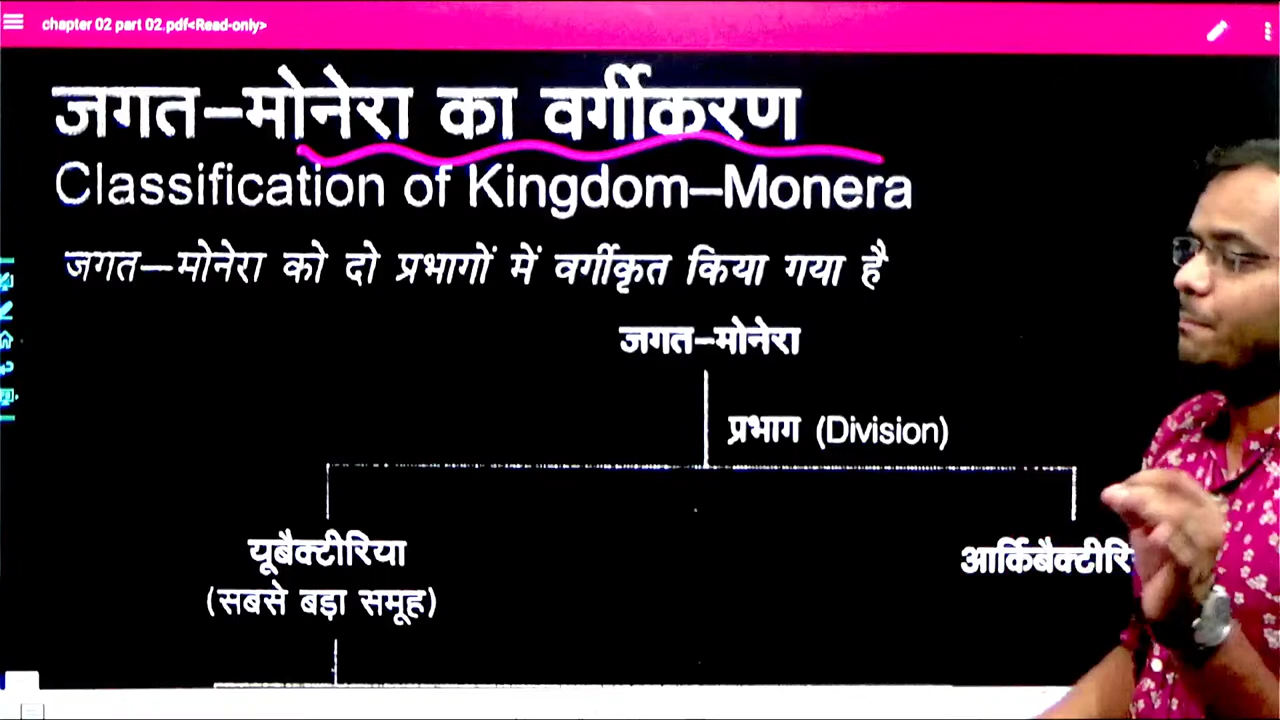 chapter 02 part 02.pdf<Read-only>
जगत–मोनेरा का वर्गीकरण
Classification of Kingdom–Monera
जगत–मोनेरा को दो प्रभागों में वर्गीकृत किया गया है
जगत–मोनेरा
प्रभाग (Division)
यूबैक्टीरिया
(सबसे बड़ा समूह)